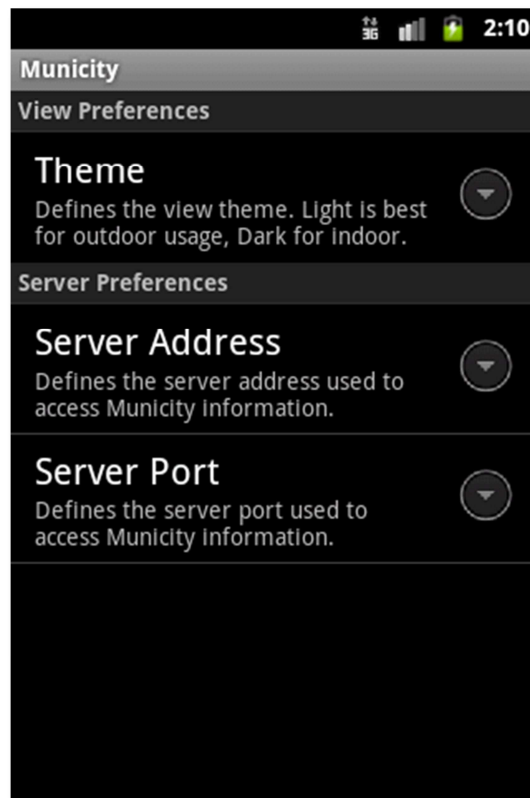 3G 2:10
Municity
View Preferences
Theme
Defines the view theme. Light is best
for outdoor usage, Dark for indoor.
Server Preferences
Server Address
Defines the server address used to
access Municity information.
Server Port
Defines the server port used to
access Municity information.